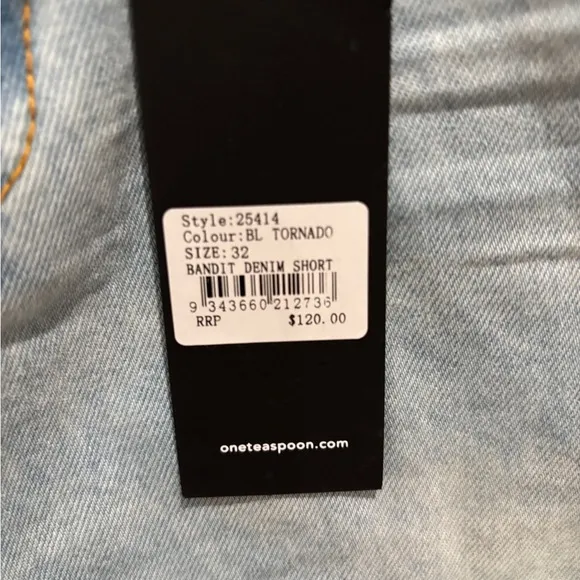 Style:25414
Colour:BL TORNADO
SIZE:32
BANDIT DENIM SHORT
9 343660 212736
RRP $120.00
oneteaspoon.com